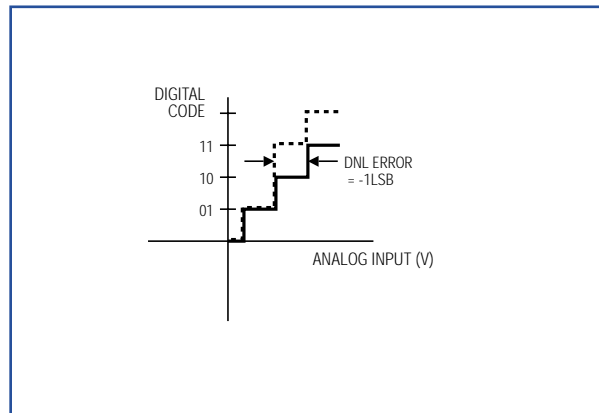 DIGITAL
CODE
11
10
01
DNL ERROR
= -1LSB
ANALOG INPUT (V)